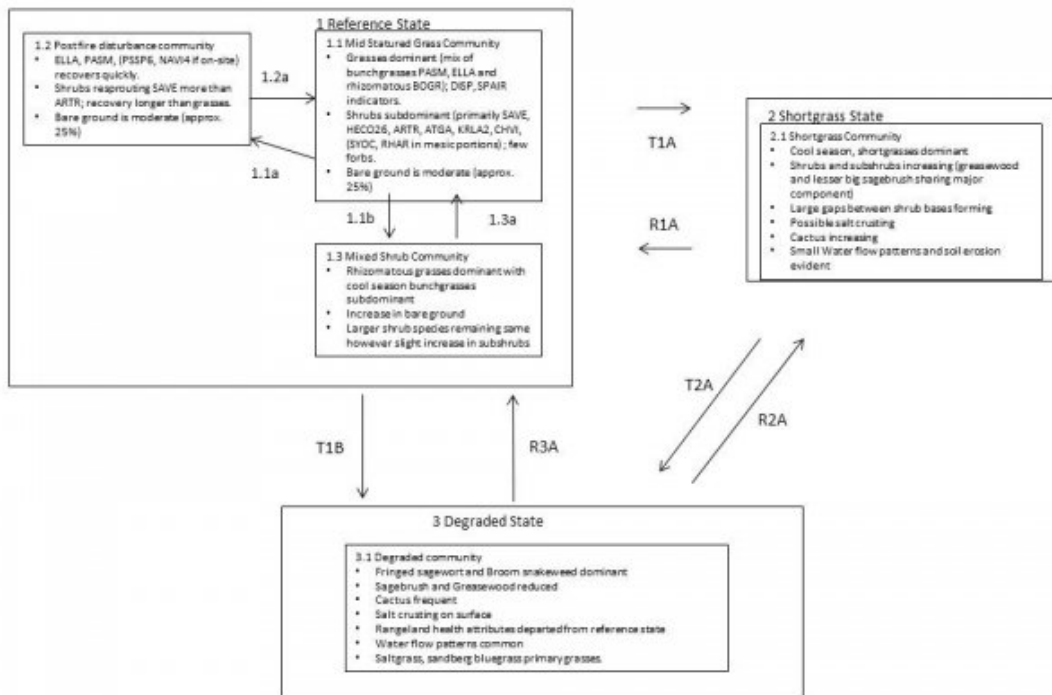 1 Reference State
1.2 Postfire disturbance community
• ELLA, PASM, (PSSP6, NAVI4 if on-site)
recovers quickly.
• Shrubs resprouting SAVE more than
ARTR; recovery longer than grasses.
• Bare ground is moderate (approx.
25%)
1.2a
1.1a
1.1 Mid Statured Grass Community
• Grasses dominant (mix of
bunchgrasses PASM, ELLA and
rhizomatous BOGR); DISP, SPAIR
indicators.
• Shrubs subdominant (primarily SAVE,
HECO26, ARTR, ATGA, KRLA2, CHVI,
(SYOC, RHAR in mesic portions) ; few
forbs.
• Bare ground is moderate (approx.
25%)
1.1b
1.3a
1.3 Mixed Shrub Community
• Rhizomatous grasses dominant with
cool season bunchgrasses
subdominant
• Increase in bare ground
• Larger shrub species remaining same
however slight increase in subshrubs
T1A
R1A
2 Shortgrass State
2.1 Shortgrass Community
• Cool season, shortgrasses dominant
• Shrubs and subshrubs increasing (greasewood
and lesser big sagebrush sharing major
component)
• Large gaps between shrub bases forming
• Possible salt crusting
• Cactus increasing
• Small Water flow patterns and soil erosion
evident
T2A
R2A
T1B
R3A
3 Degraded State
3.1 Degraded community
• Fringed sagewort and Broom snakeweed dominant
• Sagebrush and Greasewood reduced
• Cactus frequent
• Salt crusting on surface
• Rangeland health attributes departed from reference state
• Water flow patterns common
• Saltgrass, sandberg bluegrass primary grasses.